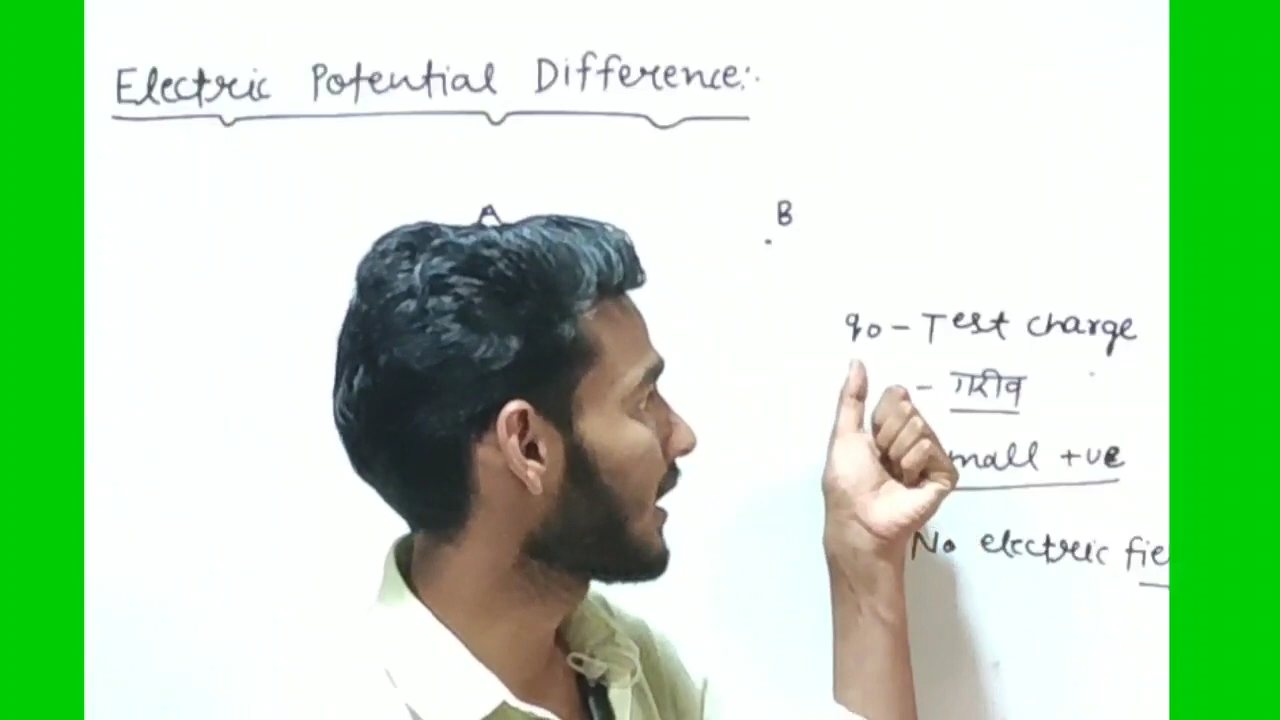 Electric Potential Difference:.
A
B
q₀ - Test charge
- गरीब
mall +ve
No electric fie